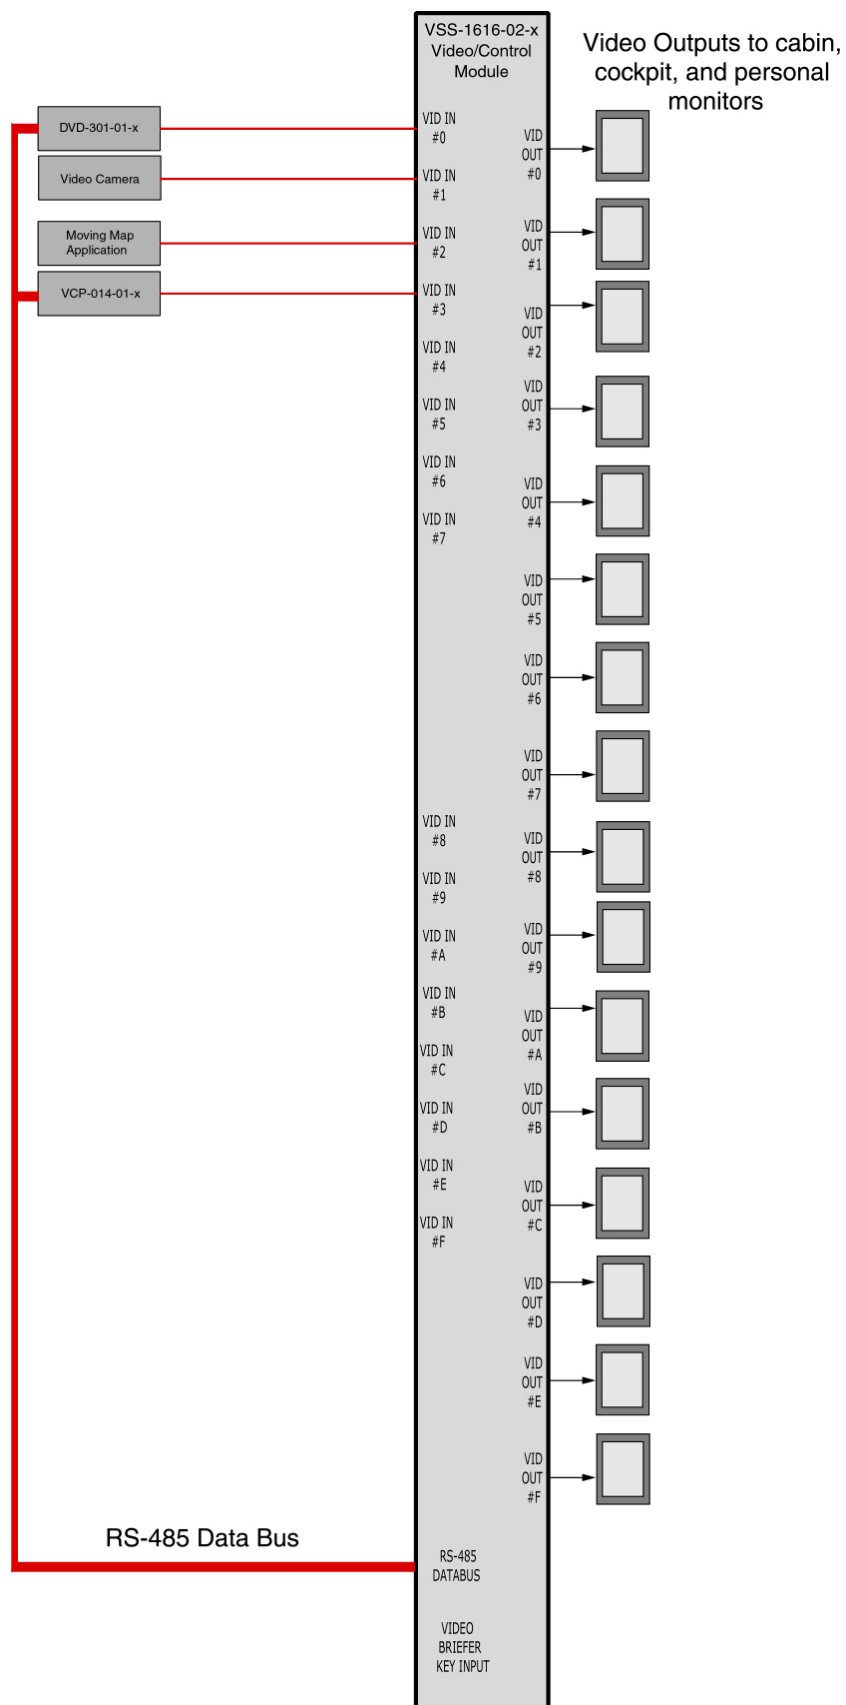 VSS-1616-02-x
Video/Control
Module
Video Outputs to cabin,
cockpit, and personal
monitors
DVD-301-01-x
Video Camera
Moving Map
Application
VCP-014-01-x
VID IN
#0
VID IN
#1
VID IN
#2
VID IN
#3
VID IN
#4
VID IN
#5
VID IN
#6
VID IN
#7
VID IN
#8
VID IN
#9
VID IN
#A
VID IN
#B
VID IN
#C
VID IN
#D
VID IN
#E
VID IN
#F
VID
OUT
#0
VID
OUT
#1
VID
OUT
#2
VID
OUT
#3
VID
OUT
#4
VID
OUT
#5
VID
OUT
#6
VID
OUT
#7
VID
OUT
#8
VID
OUT
#9
VID
OUT
#A
VID
OUT
#B
VID
OUT
#C
VID
OUT
#D
VID
OUT
#E
VID
OUT
#F
RS-485 Data Bus
RS-485
DATABUS
VIDEO
BRIEFER
KEY INPUT